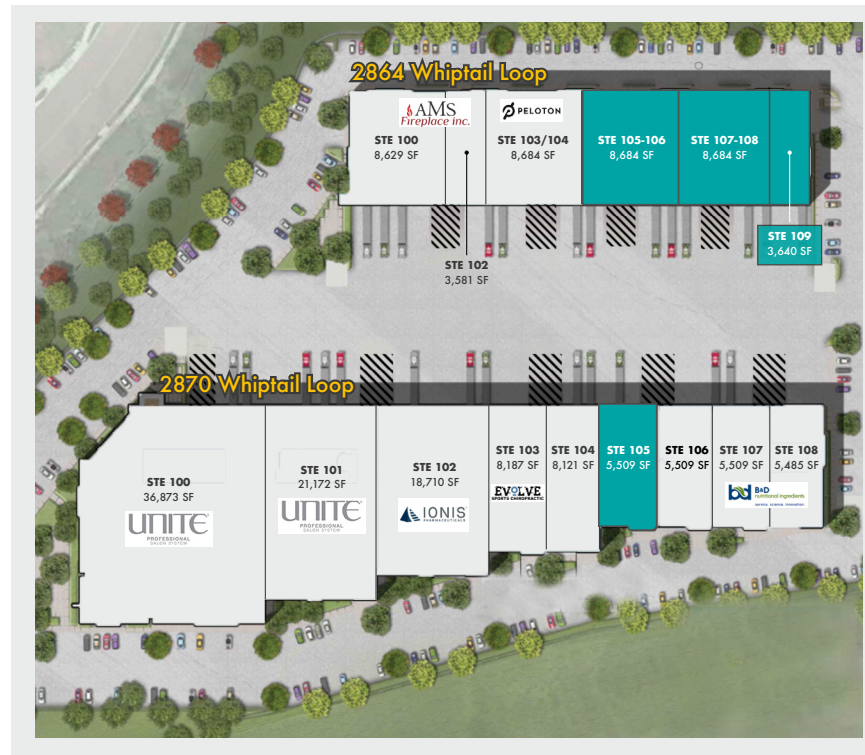 2864 Whiptail Loop
AMS
Fireplace inc.
PELOTON
STE 100
8,629 SF
STE 103/104
8,684 SF
STE 105-106
8,684 SF
STE 107-108
8,684 SF
STE 109
3,640 SF
STE 102
3,581 SF
2870 Whiptail Loop
STE 100
36,873 SF
UNITE
PROFESSIONAL
SALON SYSTEM
STE 101
21,172 SF
UNITE
PROFESSIONAL
SALON SYSTEM
STE 102
18,710 SF
IONIS
PHARMACEUTICALS
STE 103
8,187 SF
EVOLVE
SPORTS CHIROPRACTIC
STE 104
8,121 SF
STE 105
5,509 SF
STE 106
5,509 SF
STE 107
5,509 SF
STE 108
5,485 SF
bd B&D
nutritional ingredients
service. science. innovation.